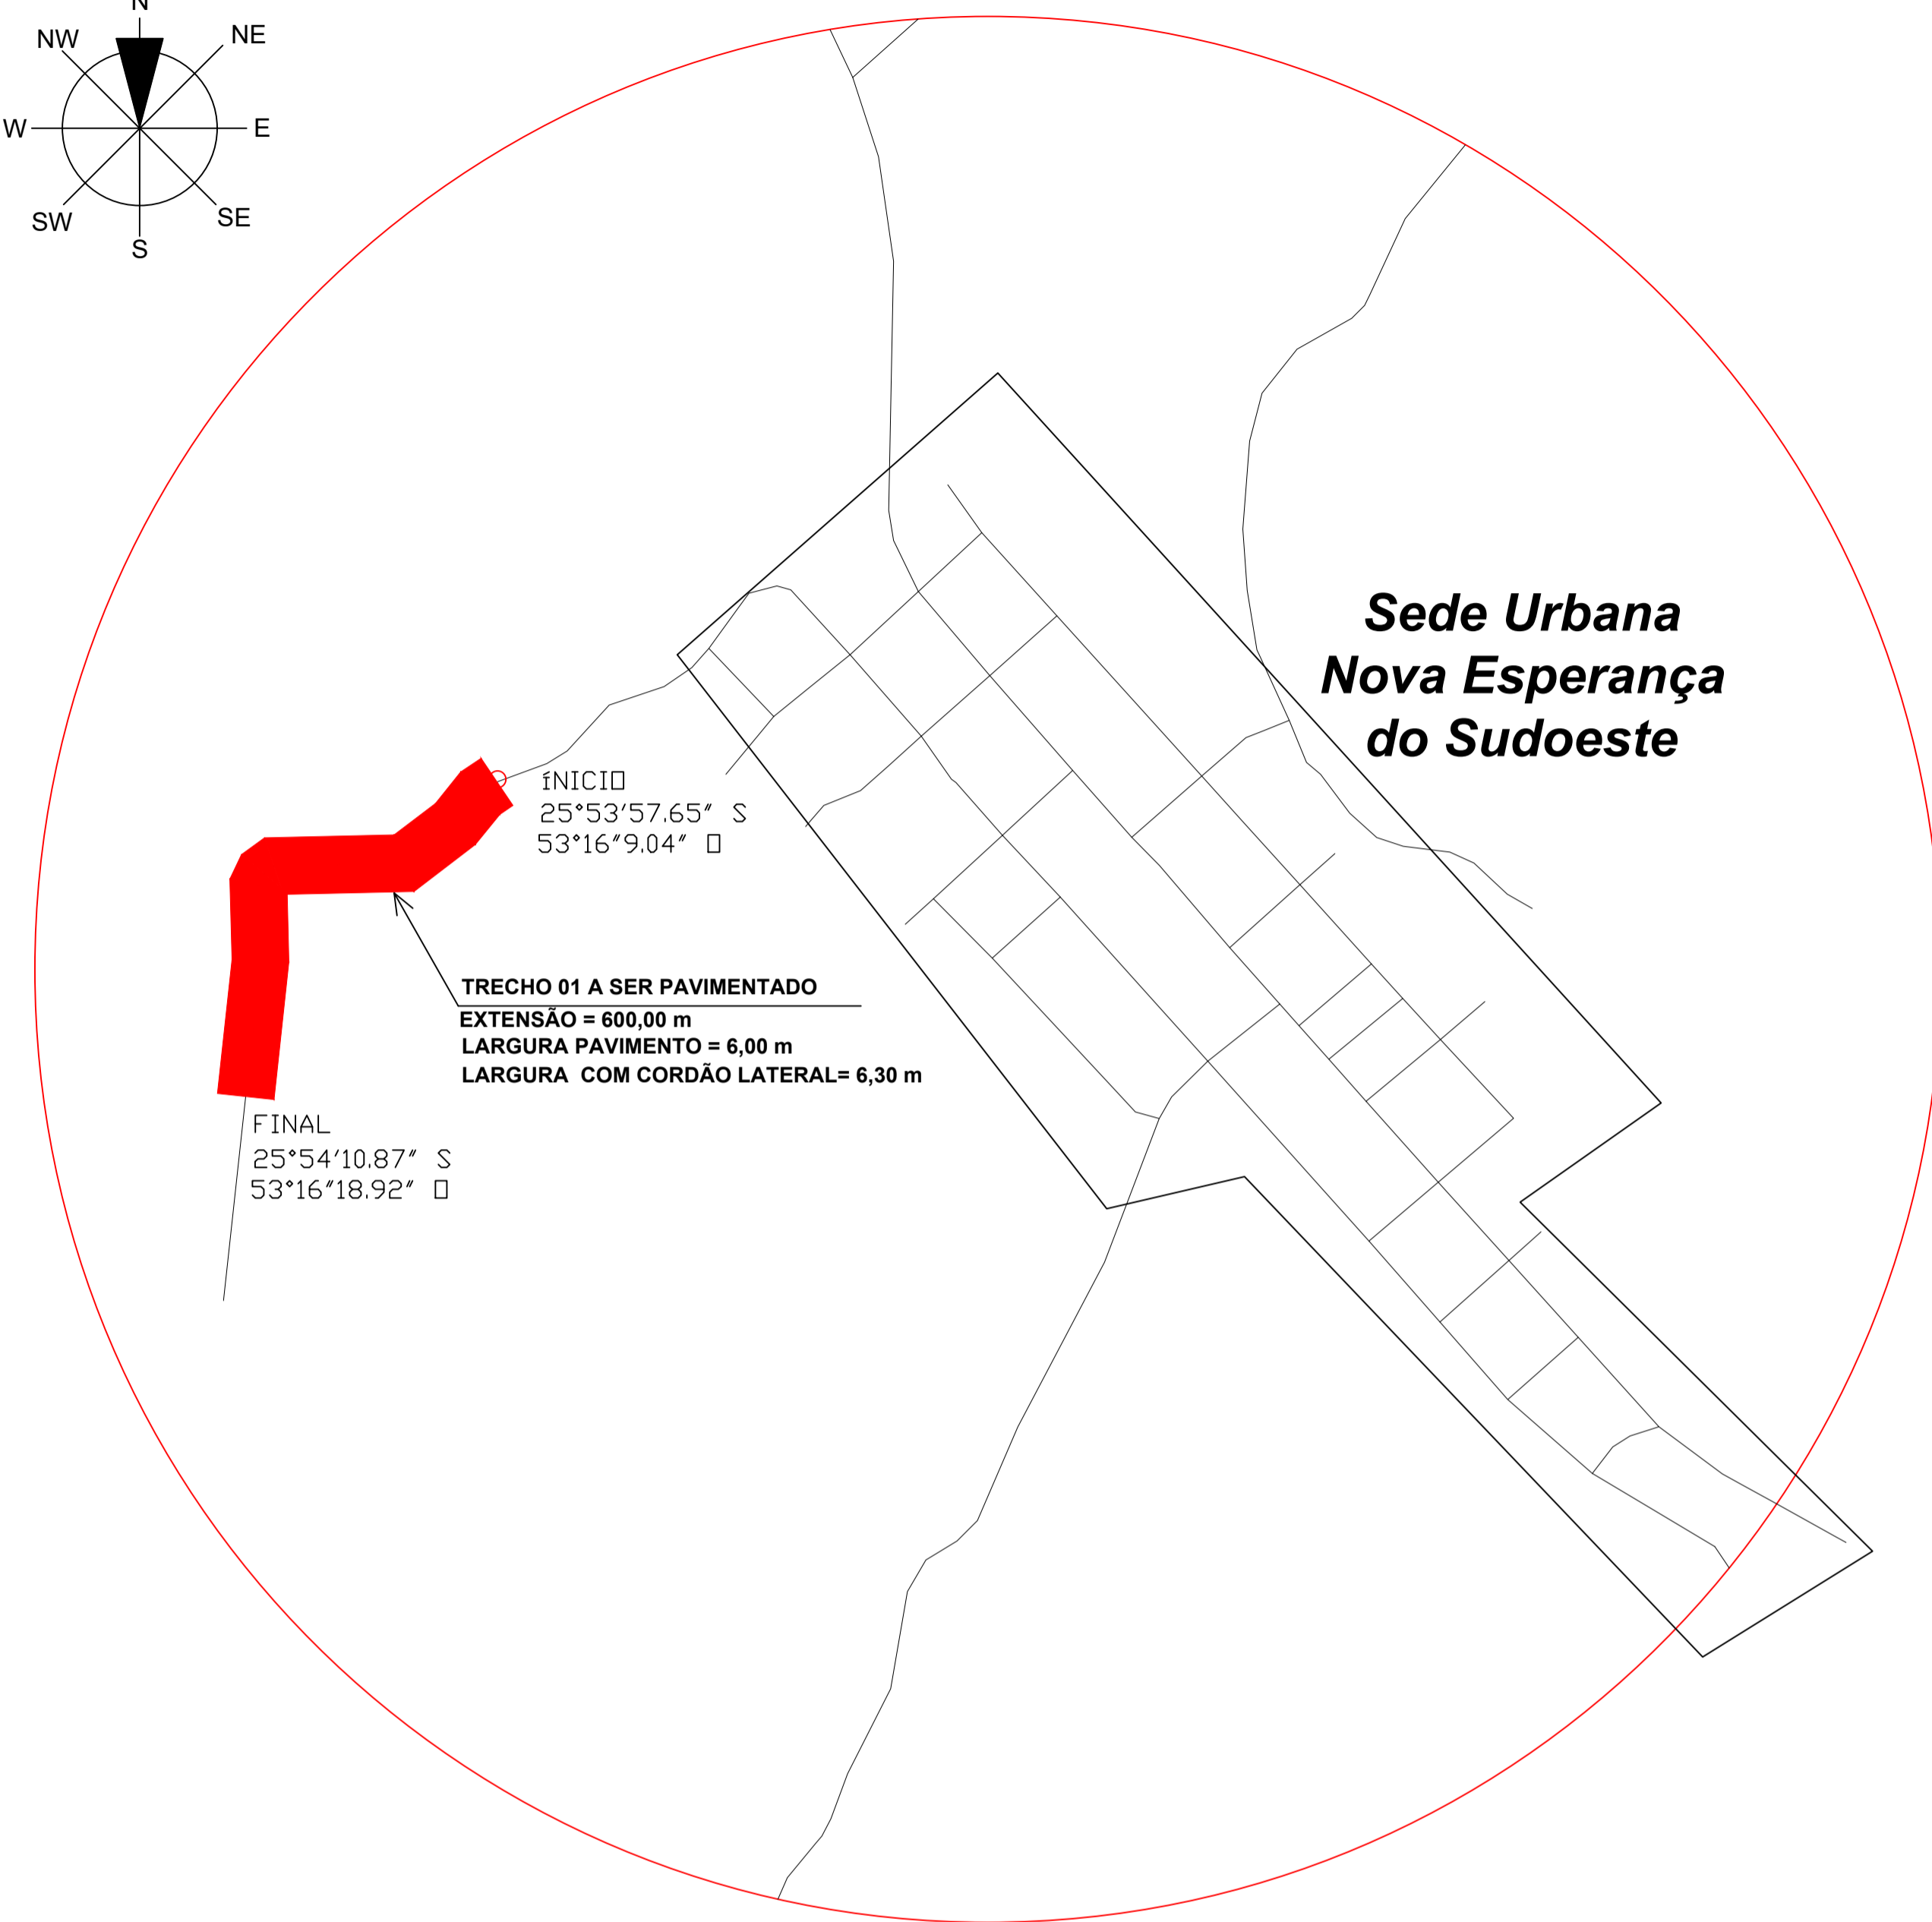 N
NW
NE
W
E
SW
SE
S
Sede Urbana
Nova Esperança
do Sudoeste
íNICIO
25°53'57.65" S
53°16"9.04" O
TRECHO 01 A SER PAVIMENTADO
EXTENSÃO = 600,00 m
LARGURA PAVIMENTO = 6,00 m
LARGURA COM CORDÃO LATERAL= 6,30 m
FINAL
25°54'10.87" S
53°16"18.92" O